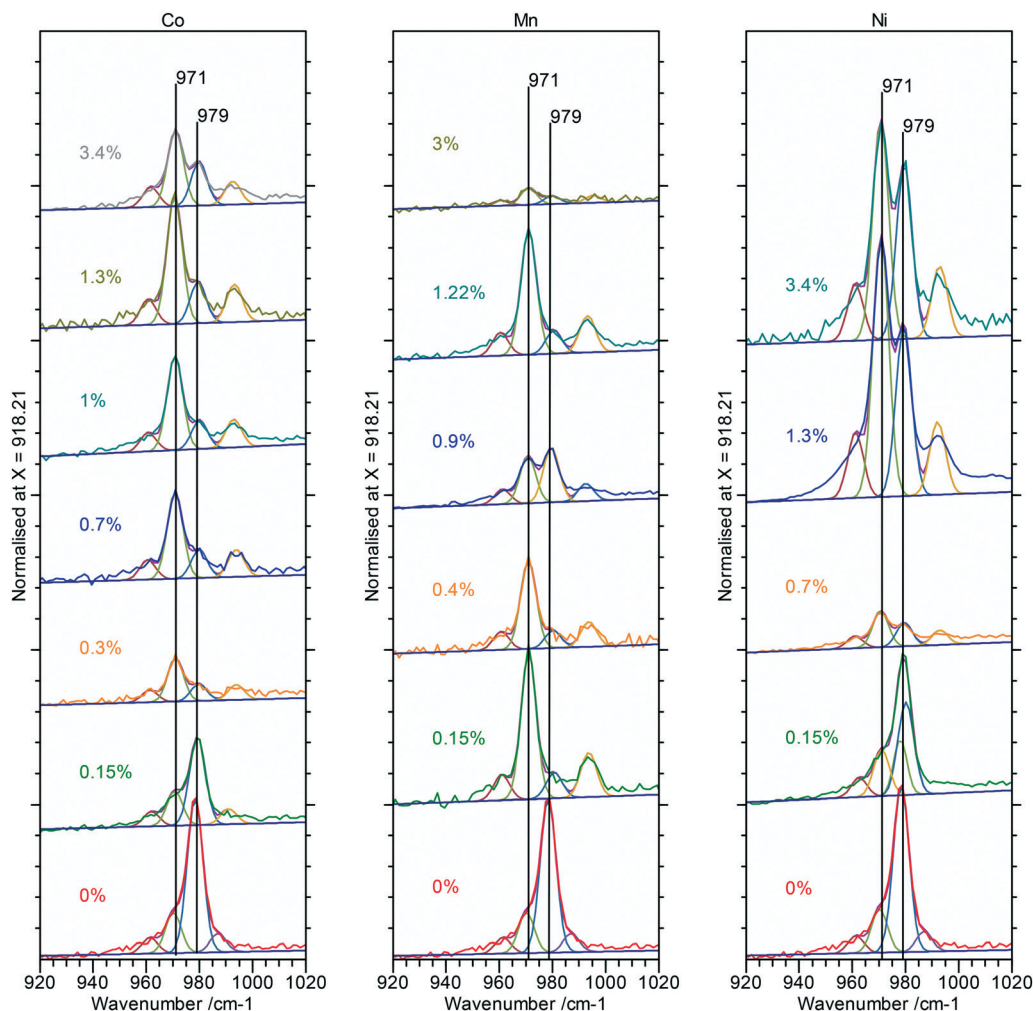 Co
Normalised at X = 918.21
971
979
3.4%
1.3%
1%
0.7%
0.3%
0.15%
0%
920 940 960 980 1000 1020
Wavenumber /cm-1
Mn
Normalised at X = 918.21
971
979
3%
1.22%
0.9%
0.4%
0.15%
0%
920 940 960 980 1000 1020
Wavenumber /cm-1
Ni
Normalised at X = 918.21
971
979
3.4%
1.3%
0.7%
0.15%
0%
920 940 960 980 1000 1020
Wavenumber /cm-1